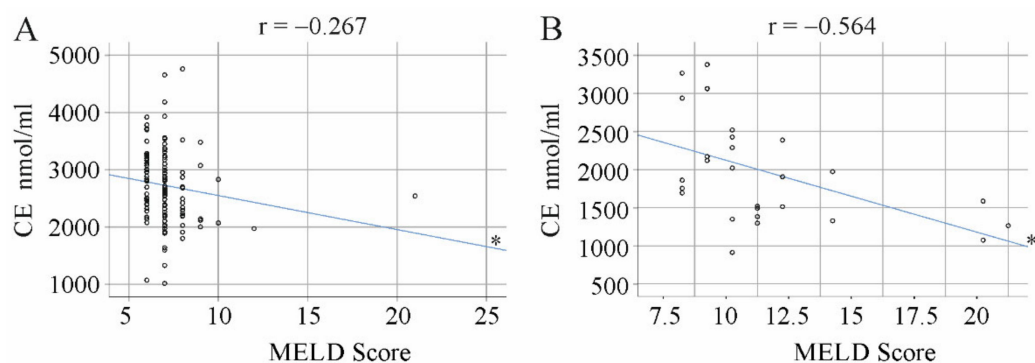 A
r = −0.267
CE nmol/ml
5000
4000
3000
2000
1000
*
5 10 15 20 25
MELD Score
B
r = −0.564
CE nmol/ml
3500
3000
2500
2000
1500
1000
500
*
7.5 10 12.5 15 17.5 20
MELD Score